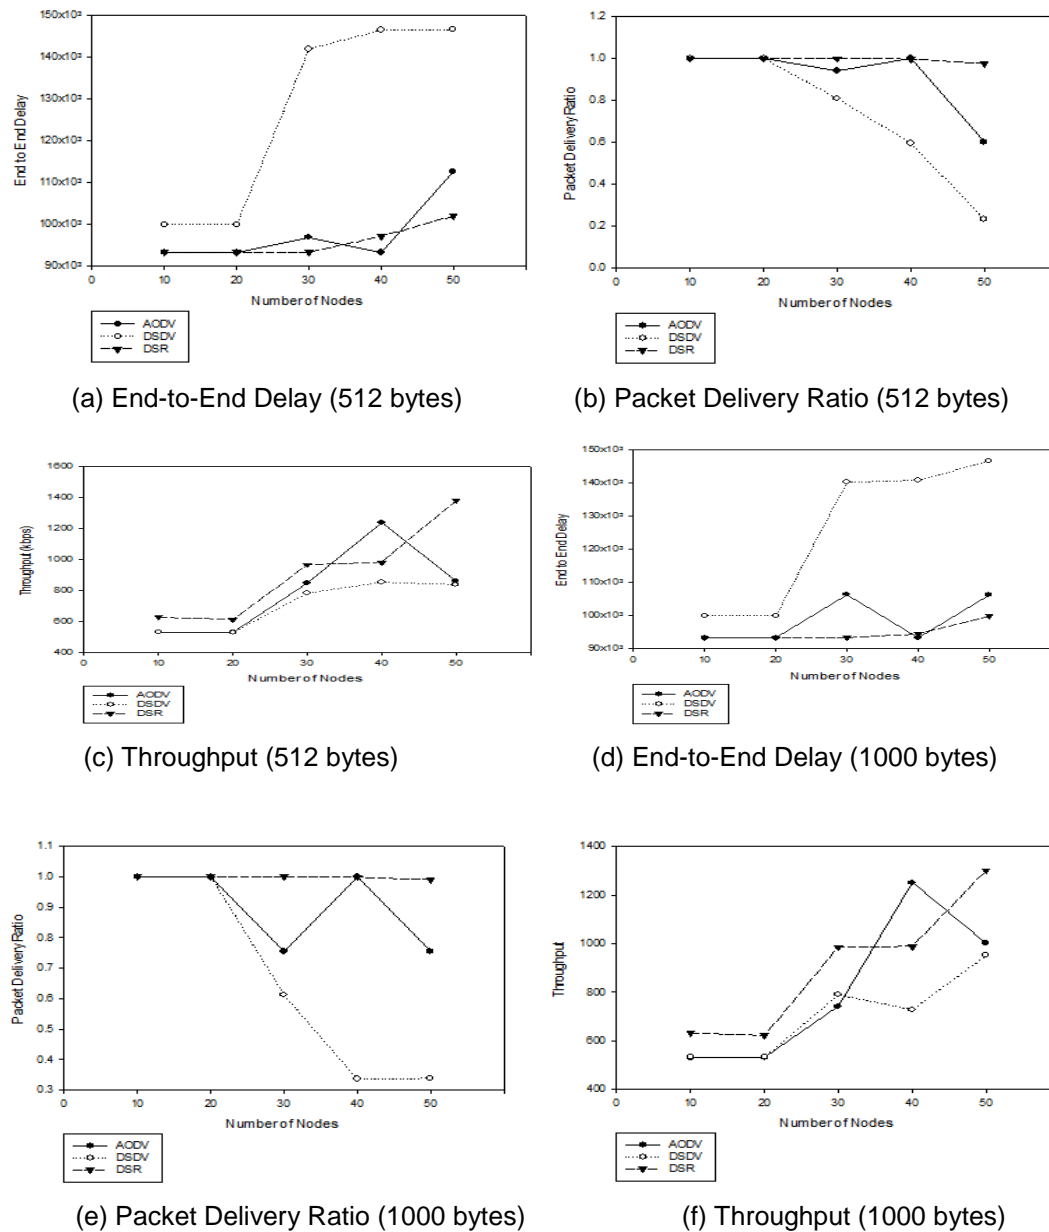 150x10³
140x10³
130x10³
120x10³
110x10³
100x10³
90x10³
End to End Delay
0 10 20 30 40 50
Number of Nodes
AODV
DSDV
DSR
(a) End-to-End Delay (512 bytes)
1.2
1.0
0.8
0.6
0.4
0.2
0.0
Packet Delivery Ratio
0 10 20 30 40 50
Number of Nodes
AODV
DSDV
DSR
(b) Packet Delivery Ratio (512 bytes)
1600
1400
1200
1000
800
600
400
Throughput (kbps)
0 10 20 30 40 50
Number of Nodes
AODV
DSDV
DSR
(c) Throughput (512 bytes)
150x10³
140x10³
130x10³
120x10³
110x10³
100x10³
90x10³
End to End Delay
0 10 20 30 40 50
Number of Nodes
AODV
DSDV
DSR
(d) End-to-End Delay (1000 bytes)
1.1
1.0
0.9
0.8
0.7
0.6
0.5
0.4
0.3
Packet Delivery Ratio
0 10 20 30 40 50
Number of Nodes
AODV
DSDV
DSR
(e) Packet Delivery Ratio (1000 bytes)
1400
1200
1000
800
600
400
Throughput
0 10 20 30 40 50
Number of Nodes
AODV
DSDV
DSR
(f) Throughput (1000 bytes)